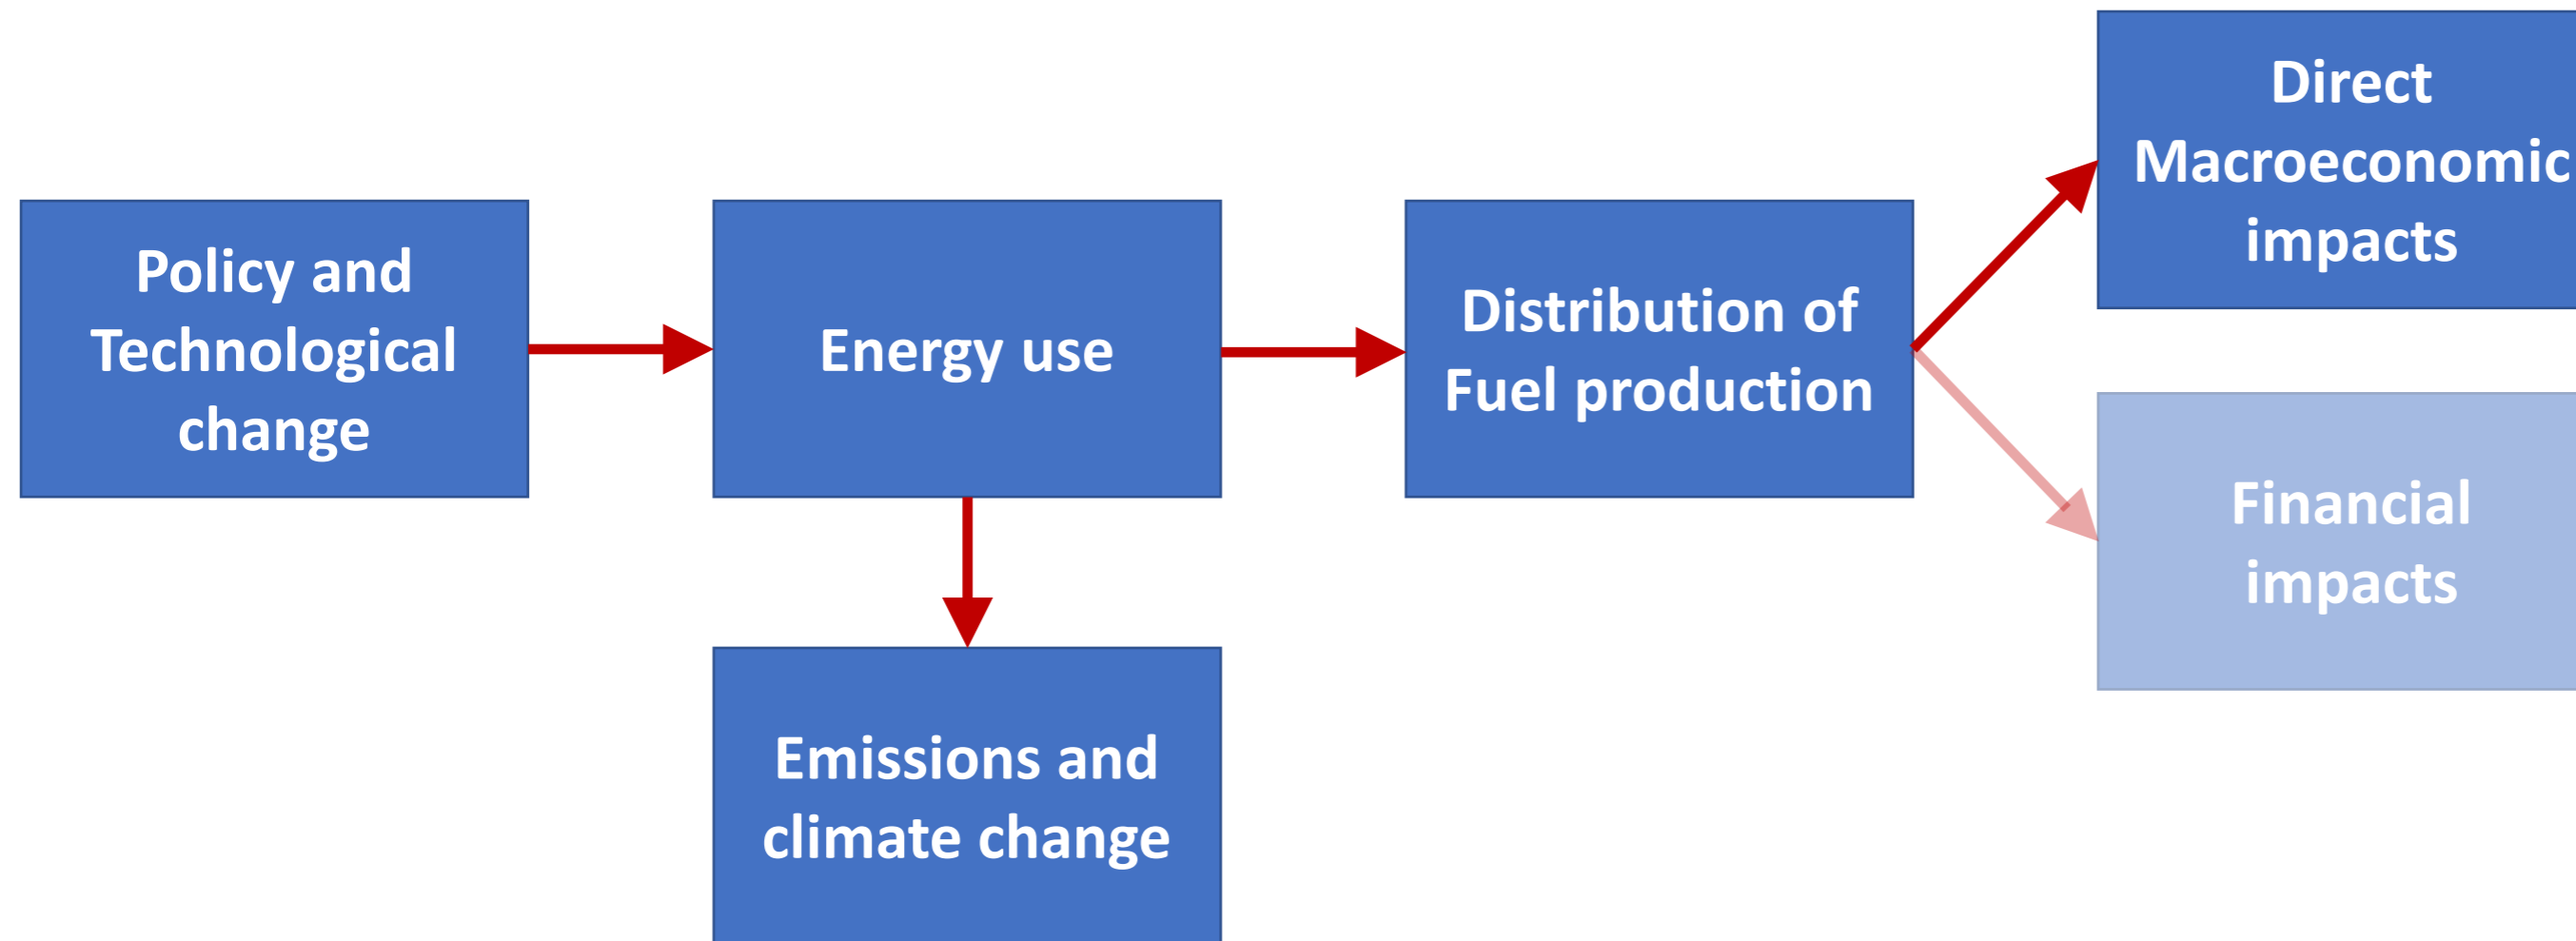 Policy and
Technological
change
Energy use
Emissions and
climate change
Distribution of
Fuel production
Direct
Macroeconomic
impacts
Financial
impacts